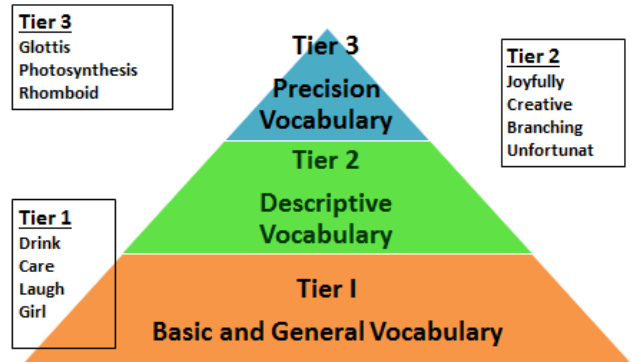 Tier 3
Glottis
Photosynthesis
Rhomboid
Tier 3
Precision
Vocabulary
Tier 2
Joyfully
Creative
Branching
Unfortunat
Tier 2
Descriptive
Vocabulary
Tier 1
Drink
Care
Laugh
Girl
Tier I
Basic and General Vocabulary